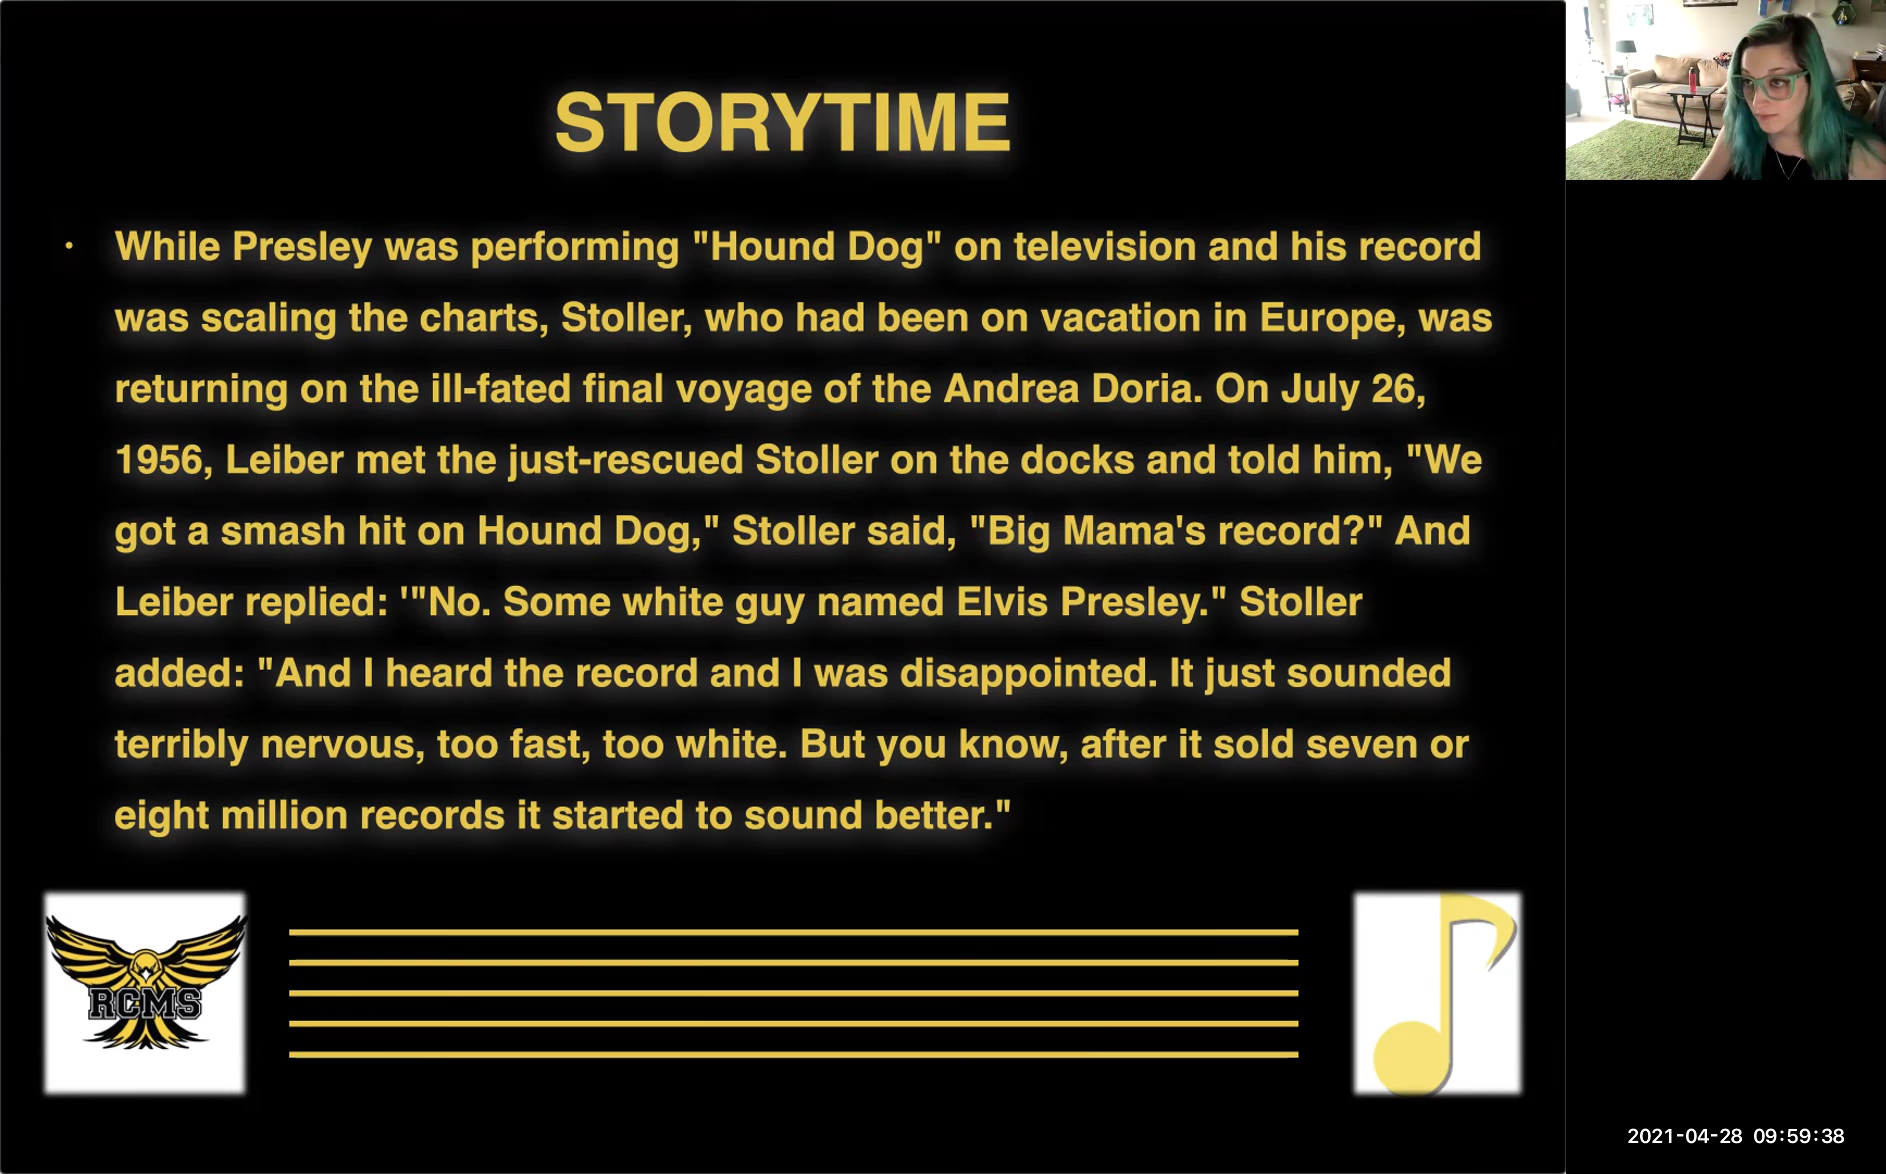 STORYTIME
· While Presley was performing "Hound Dog" on television and his record
was scaling the charts, Stoller, who had been on vacation in Europe, was
returning on the ill-fated final voyage of the Andrea Doria. On July 26,
1956, Leiber met the just-rescued Stoller on the docks and told him, "We
got a smash hit on Hound Dog," Stoller said, "Big Mama's record?" And
Leiber replied: '"No. Some white guy named Elvis Presley." Stoller
added: "And I heard the record and I was disappointed. It just sounded
terribly nervous, too fast, too white. But you know, after it sold seven or
eight million records it started to sound better."
RCMS
2021-04-28 09:59:38